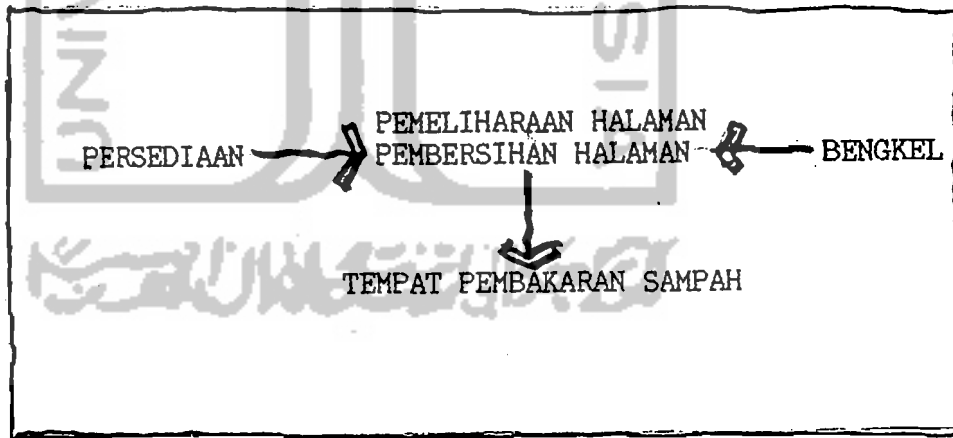 PEMELIHARAAN HALAMAN
PERSEDIAAN PEMBERSIHAN HALAMAN BENGKEL
TEMPAT PEMBAKARAN SAMPAH